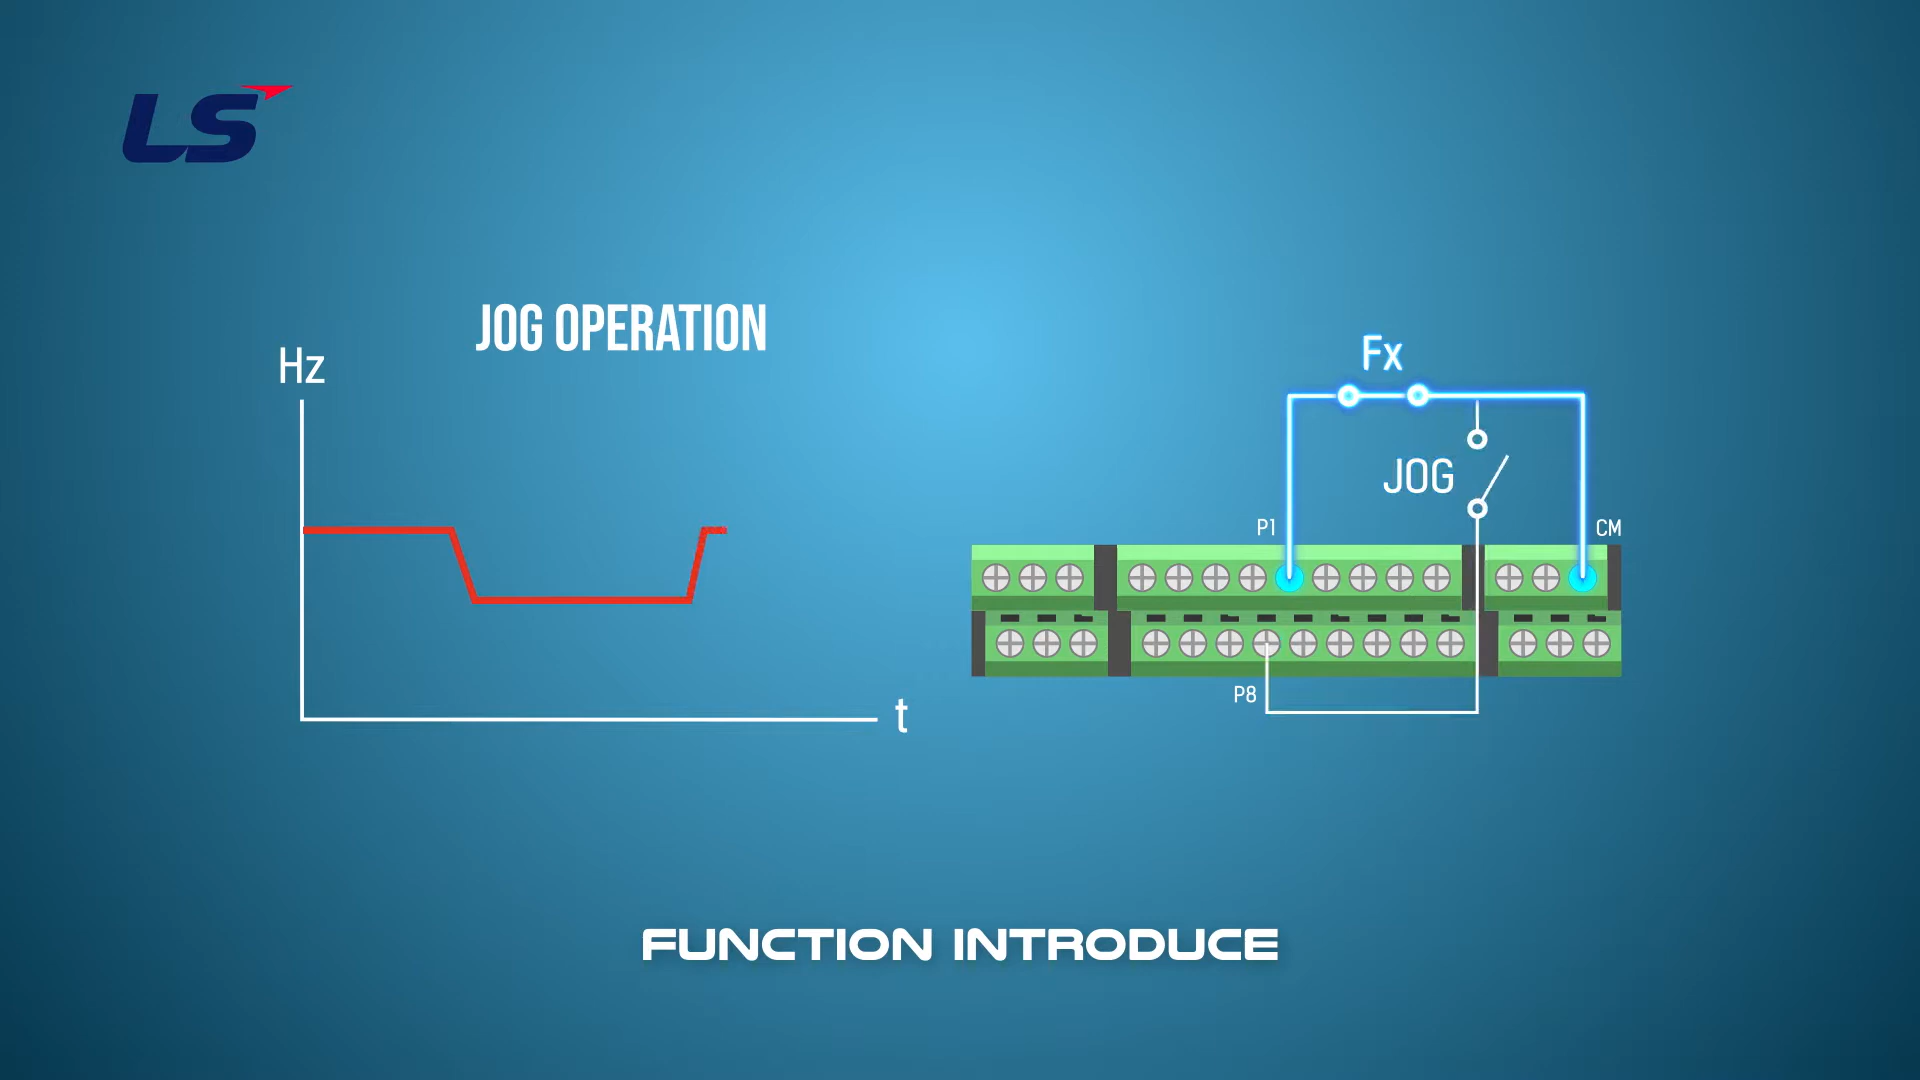 LS
JOG OPERATION
Hz
t
Fx
JOG
P1
CM
P8
FUNCTION INTRODUCE